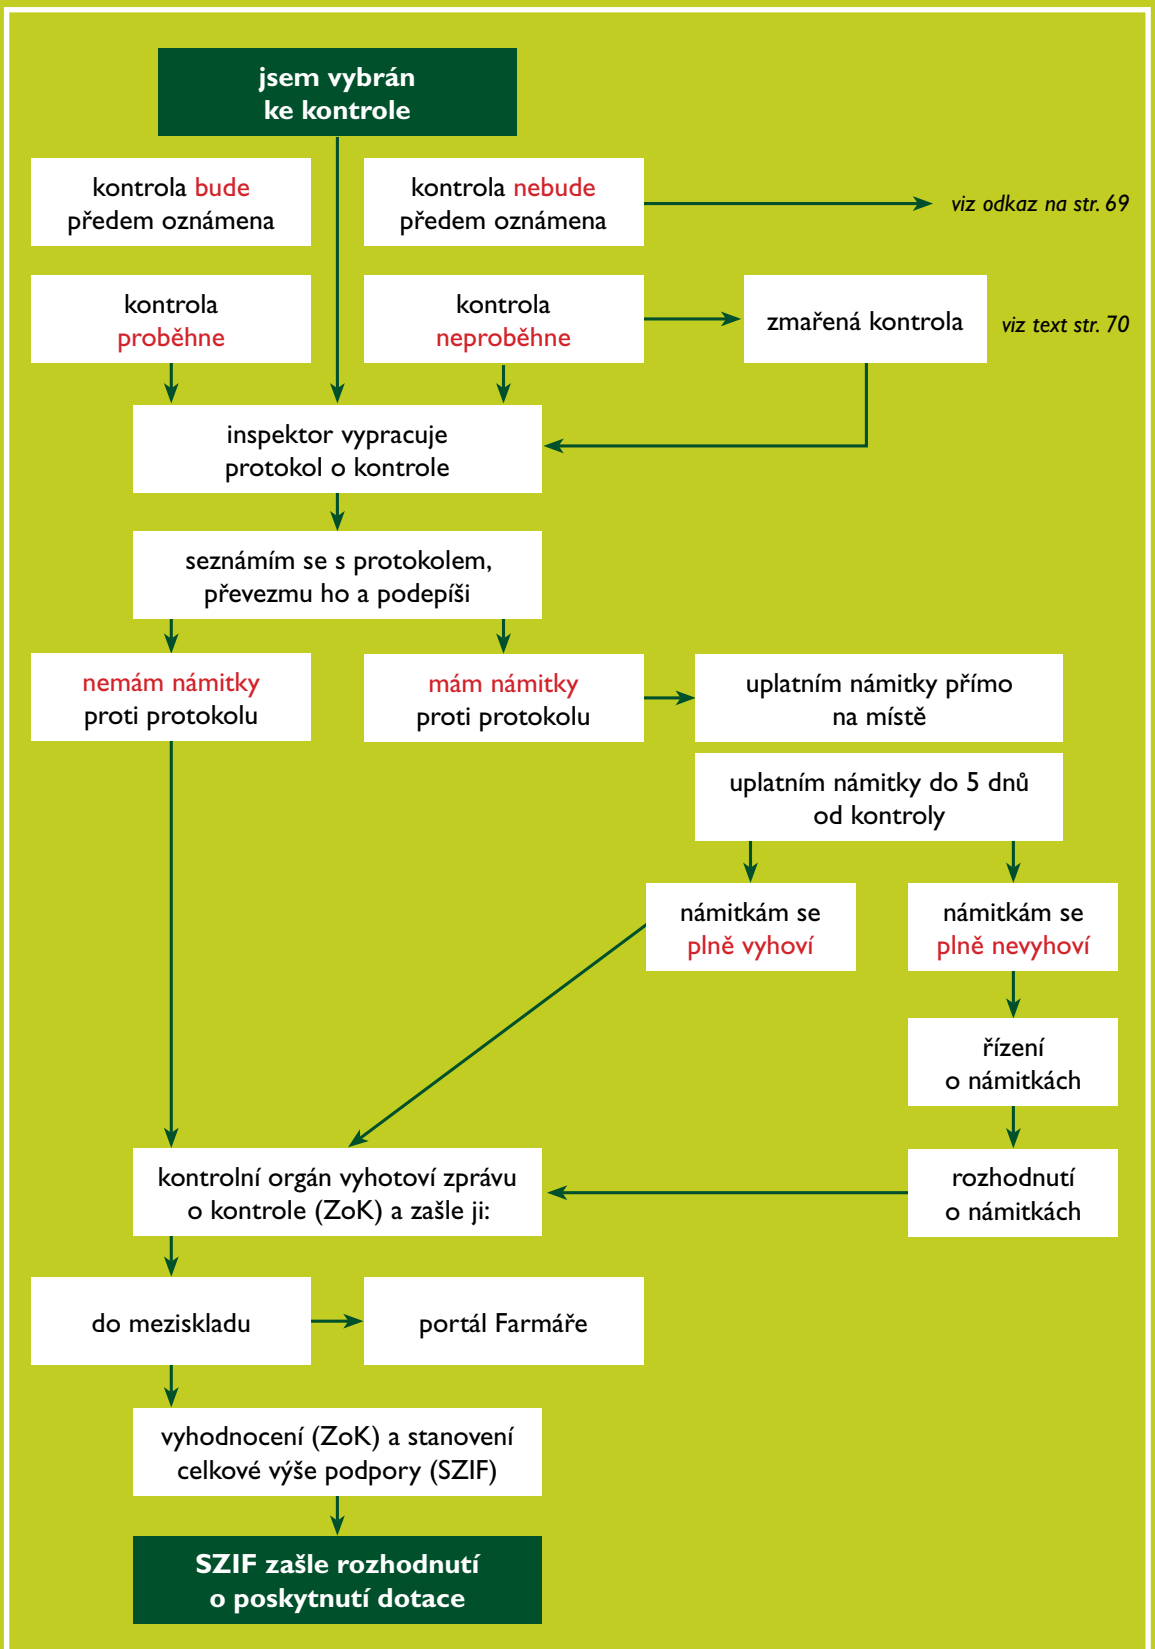 jsem vybrán
ke kontrole
kontrola bude
předem oznámena
kontrola nebude
předem oznámena
viz odkaz na str. 69
kontrola
proběhne
kontrola
neproběhne
zmařená kontrola
viz text str. 70
inspektor vypracuje
protokol o kontrole
seznámím se s protokolem,
převezmu ho a podepíši
nemám námitky
proti protokolu
mám námitky
proti protokolu
uplatním námitky přímo
na místě
uplatním námitky do 5 dnů
od kontroly
námitkám se
plně vyhoví
námitkám se
plně nevyhoví
řízení
o námitkách
rozhodnutí
o námitkách
kontrolní orgán vyhotoví zprávu
o kontrole (ZoK) a zašle ji:
do meziskladu
portál Farmáře
vyhodnocení (ZoK) a stanovení
celkové výše podpory (SZIF)
SZIF zašle rozhodnutí
o poskytnutí dotace